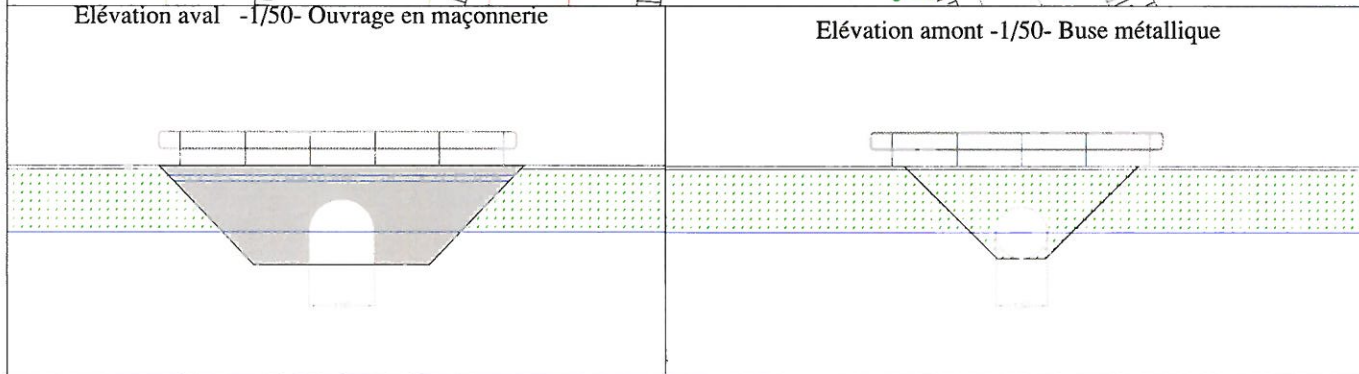 Elévation aval -1/50- Ouvrage en maçonnerie
Elévation amont -1/50- Buse métallique